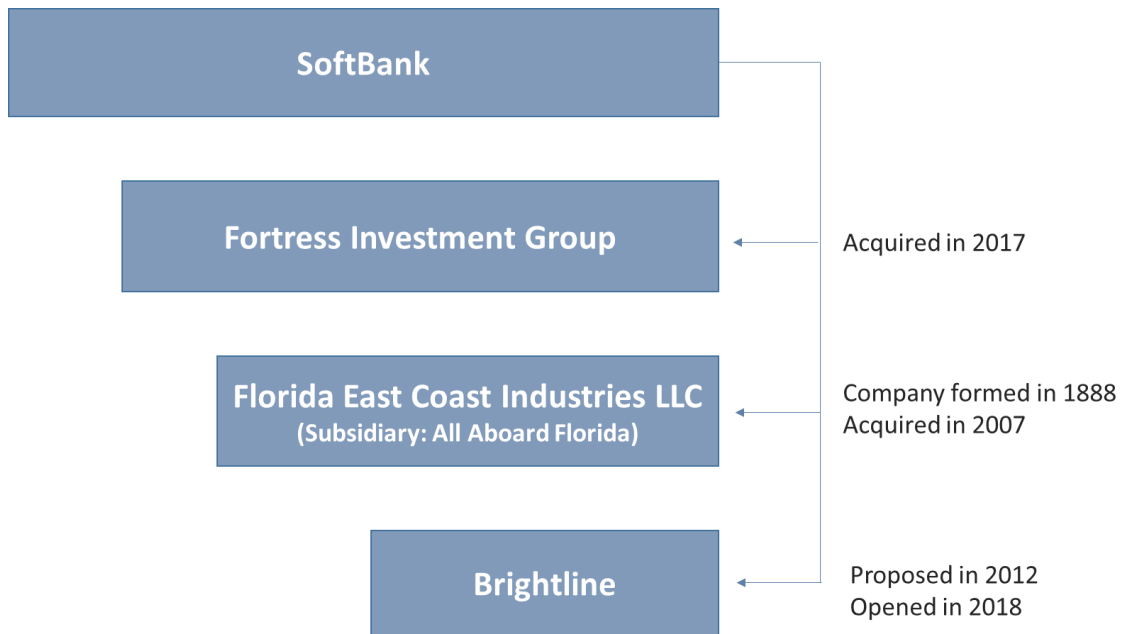 SoftBank
Fortress Investment Group
Acquired in 2017
Florida East Coast Industries LLC
(Subsidiary: All Aboard Florida)
Company formed in 1888
Acquired in 2007
Brightline
Proposed in 2012
Opened in 2018